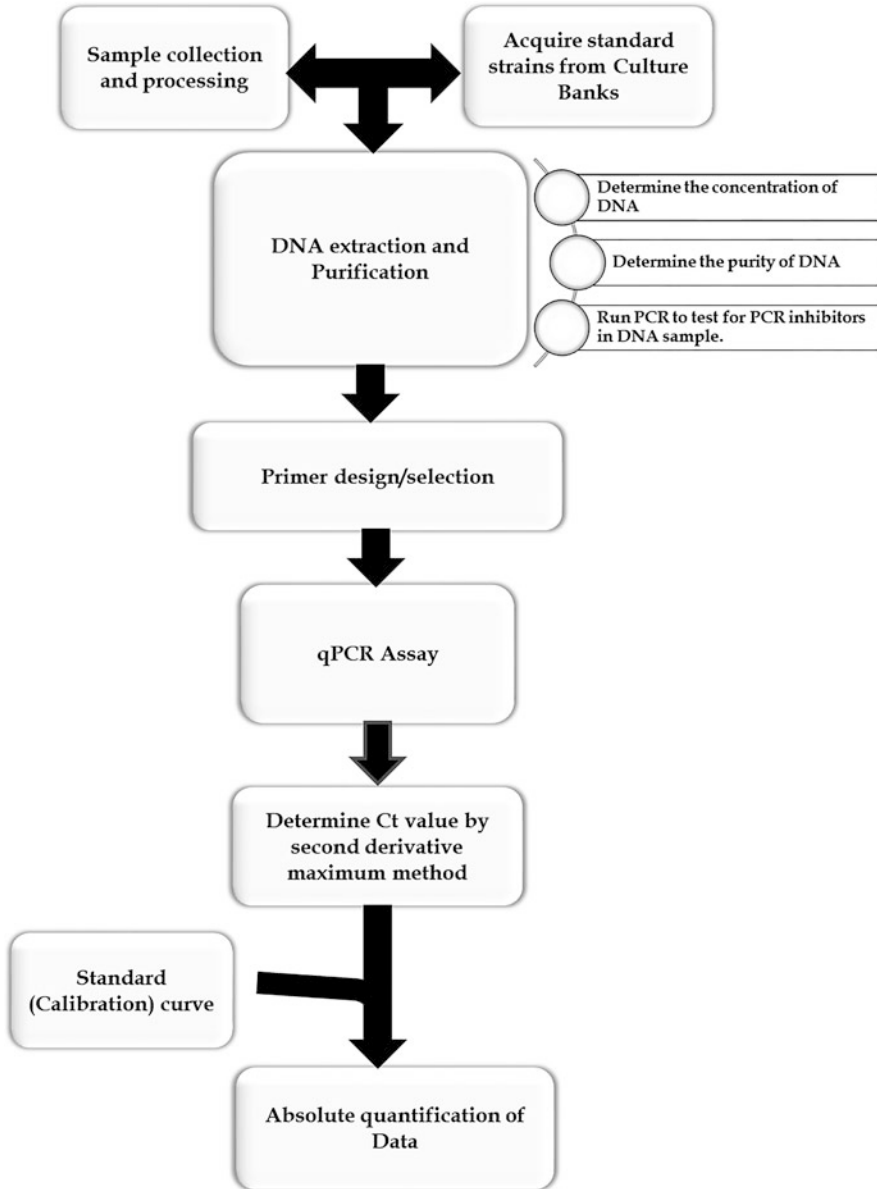 Sample collection
and processing
Acquire standard
strains from Culture
Banks
DNA extraction and
Purification
Determine the concentration of
DNA
Determine the purity of DNA
Run PCR to test for PCR inhibitors
in DNA sample.
Primer design/selection
qPCR Assay
Determine Ct value by
second derivative
maximum method
Standard
(Calibration) curve
Absolute quantification of
Data